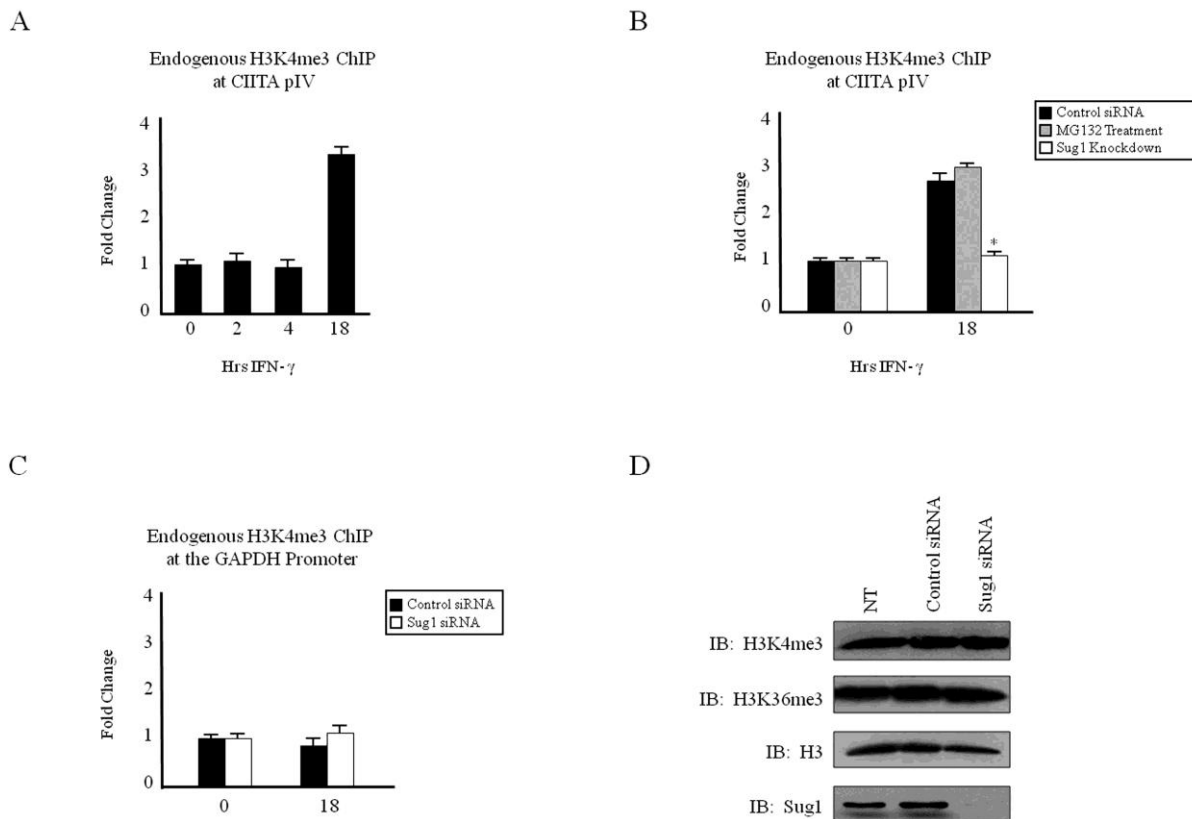 A
Endogenous H3K4me3 ChIP
at CIITA pIV
Fold Change
4
3
2
1
0
0 2 4 18
Hrs IFN-γ
B
Endogenous H3K4me3 ChIP
at CIITA pIV
Control siRNA
MG132 Treatment
Sug1 Knockdown
Fold Change
4
3
2
1
0
*
0 18
Hrs IFN-γ
C
Endogenous H3K4me3 ChIP
at the GAPDH Promoter
Control siRNA
Sug1 siRNA
Fold Change
4
3
2
1
0
0 18
D
NT
Control siRNA
Sug1 siRNA
IB: H3K4me3
IB: H3K36me3
IB: H3
IB: Sug1